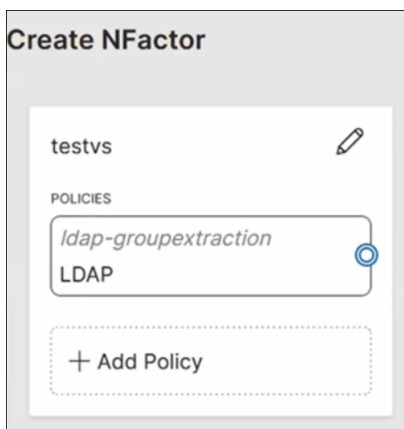 Create NFactor
testvs
POLICIES
ldap-groupextraction
LDAP
+ Add Policy